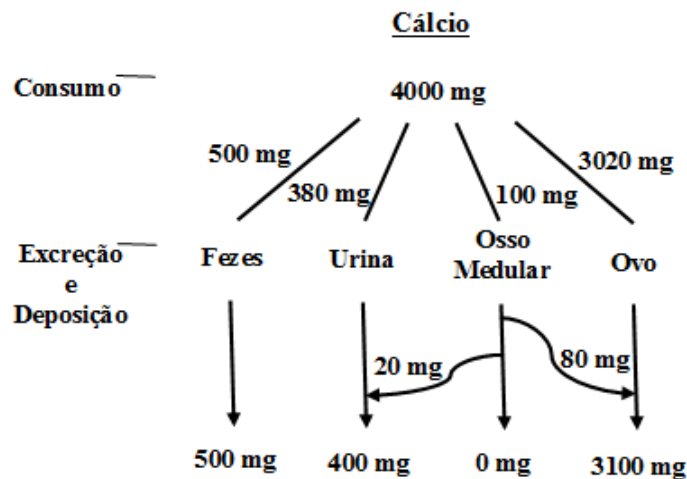 Cálcio
Consumo
4000 mg
500 mg
380 mg
100 mg
3020 mg
Excreção
e
Deposição
Fezes
Urina
Osso
Medular
Ovo
20 mg
80 mg
500 mg
400 mg
0 mg
3100 mg